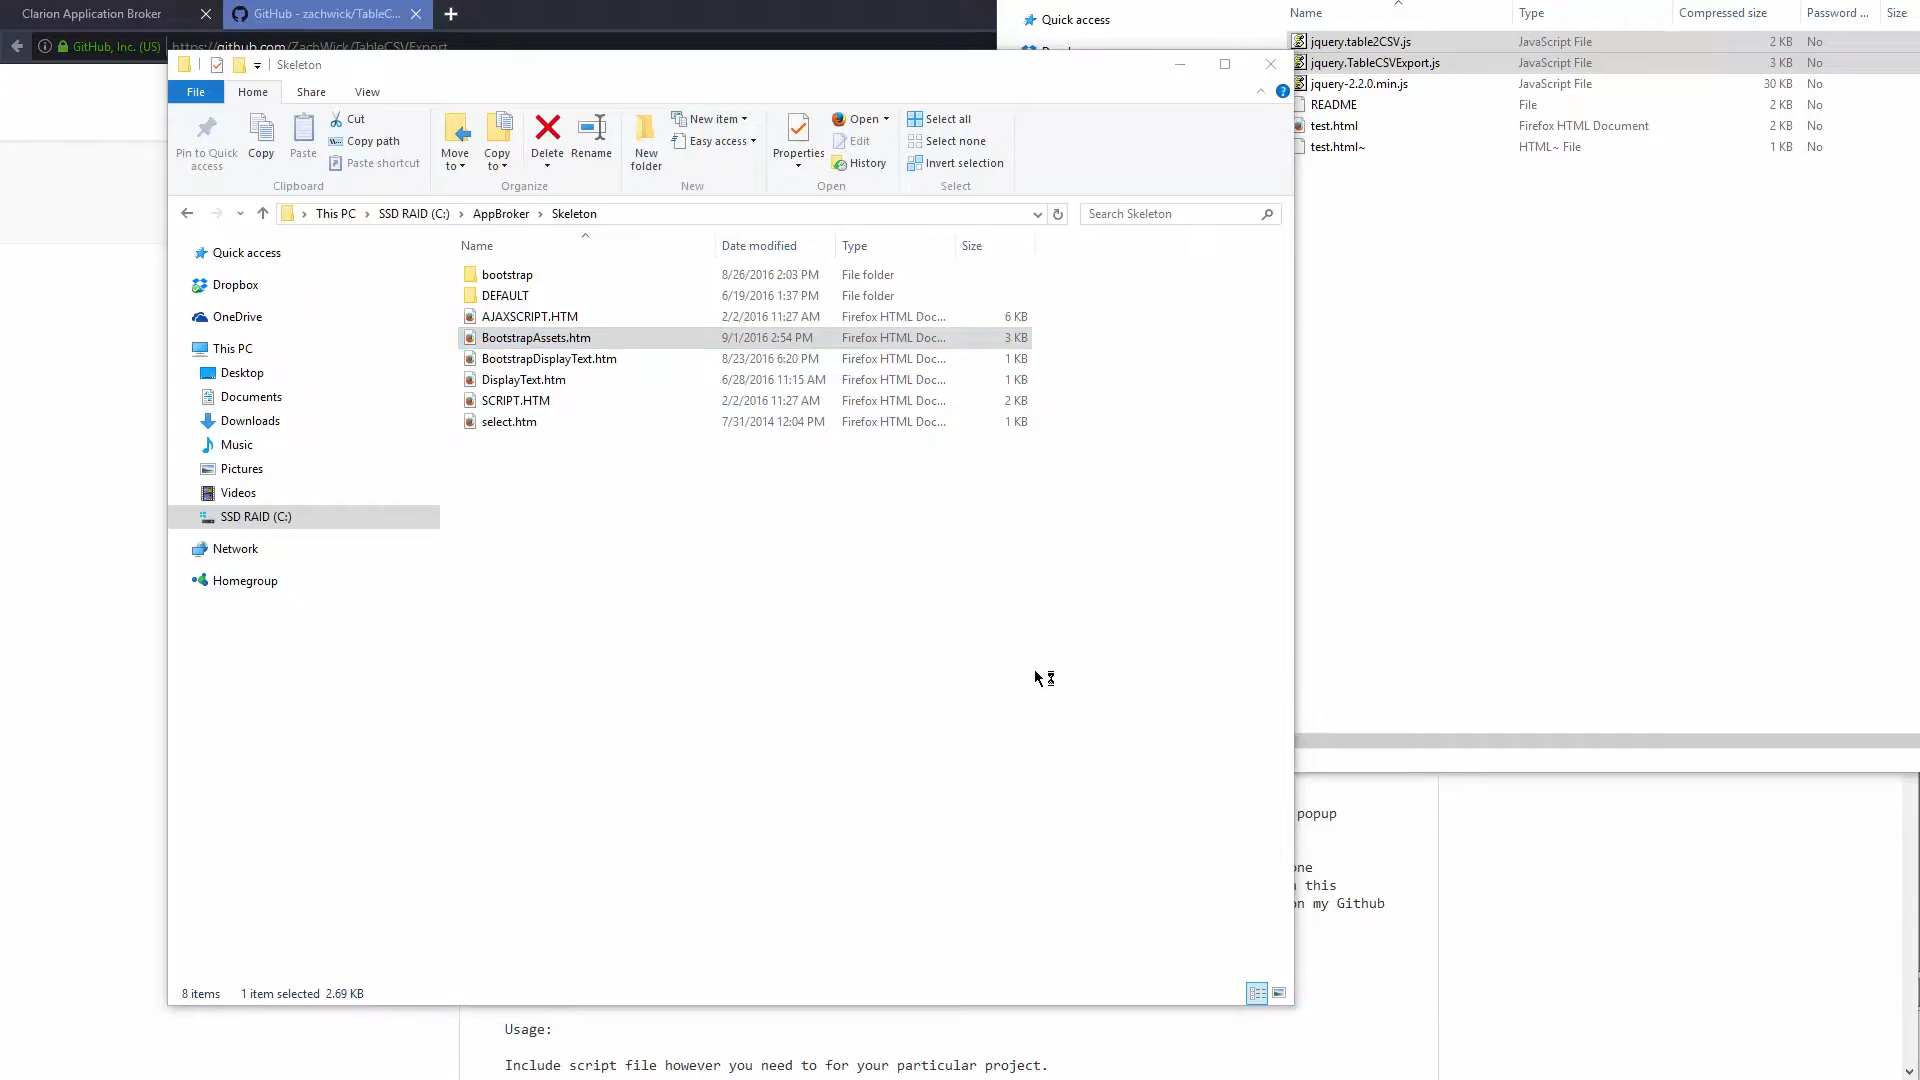 Clarion Application Broker
GitHub - zachwick/TableC...
GitHub, Inc. (US)
https://github.com/ZachWick/TableCSVExport
Quick access
Name Type Compressed size Password ... Size
jquery.table2CSV.js JavaScript File 2 KB No
jquery.TableCSVExport.js JavaScript File 3 KB No
jquery-2.2.0.min.js JavaScript File 30 KB No
README File 2 KB No
test.html Firefox HTML Document 2 KB No
test.html~ HTML~ File 1 KB No
Skeleton
File Home Share View
Pin to Quick access
Copy
Paste
Cut
Copy path
Paste shortcut
Clipboard
Move to
Copy to
Delete
Rename
Organize
New folder
New item
Easy access
New
Properties
Open
Edit
History
Open
Select all
Select none
Invert selection
Select
This PC > SSD RAID (C:) > AppBroker > Skeleton
Search Skeleton
Quick access
Dropbox
OneDrive
This PC
Desktop
Documents
Downloads
Music
Pictures
Videos
SSD RAID (C:)
Network
Homegroup
Name Date modified Type Size
bootstrap 8/26/2016 2:03 PM File folder
DEFAULT 6/19/2016 1:37 PM File folder
AJAXSCRIPT.HTM 2/2/2016 11:27 AM Firefox HTML Doc... 6 KB
BootstrapAssets.htm 9/1/2016 2:54 PM Firefox HTML Doc... 3 KB
BootstrapDisplayText.htm 8/23/2016 6:20 PM Firefox HTML Doc... 1 KB
DisplayText.htm 6/28/2016 11:15 AM Firefox HTML Doc... 1 KB
SCRIPT.HTM 2/2/2016 11:27 AM Firefox HTML Doc... 2 KB
select.htm 7/31/2014 12:04 PM Firefox HTML Doc... 1 KB
8 items 1 item selected 2.69 KB
popup
this
on my Github
Usage:
Include script file however you need to for your particular project.